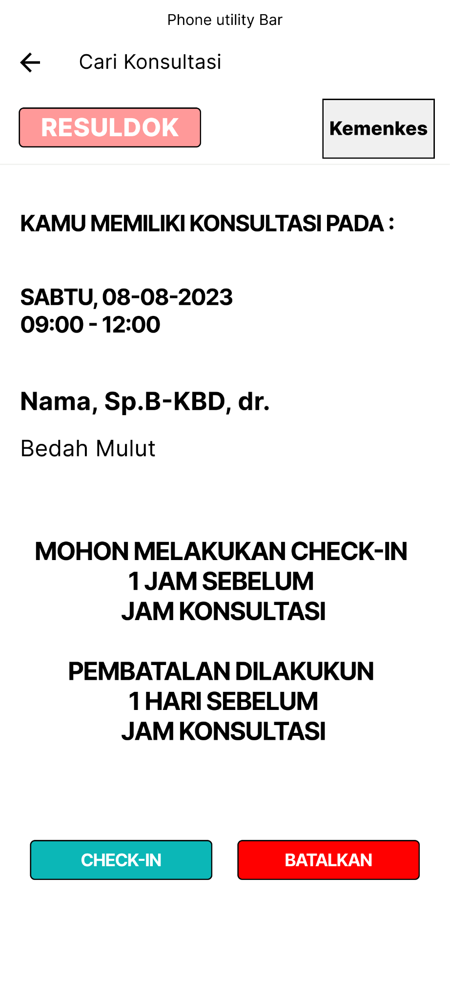 Phone utility Bar
Cari Konsultasi
RESULDOK
Kemenkes
KAMU MEMILIKI KONSULTASI PADA :
SABTU, 08-08-2023
09:00 - 12:00
Nama, Sp.B-KBD, dr.
Bedah Mulut
MOHON MELAKUKAN CHECK-IN
1 JAM SEBELUM
JAM KONSULTASI
PEMBATALAN DILAKUKUN
1 HARI SEBELUM
JAM KONSULTASI
CHECK-IN
BATALKAN